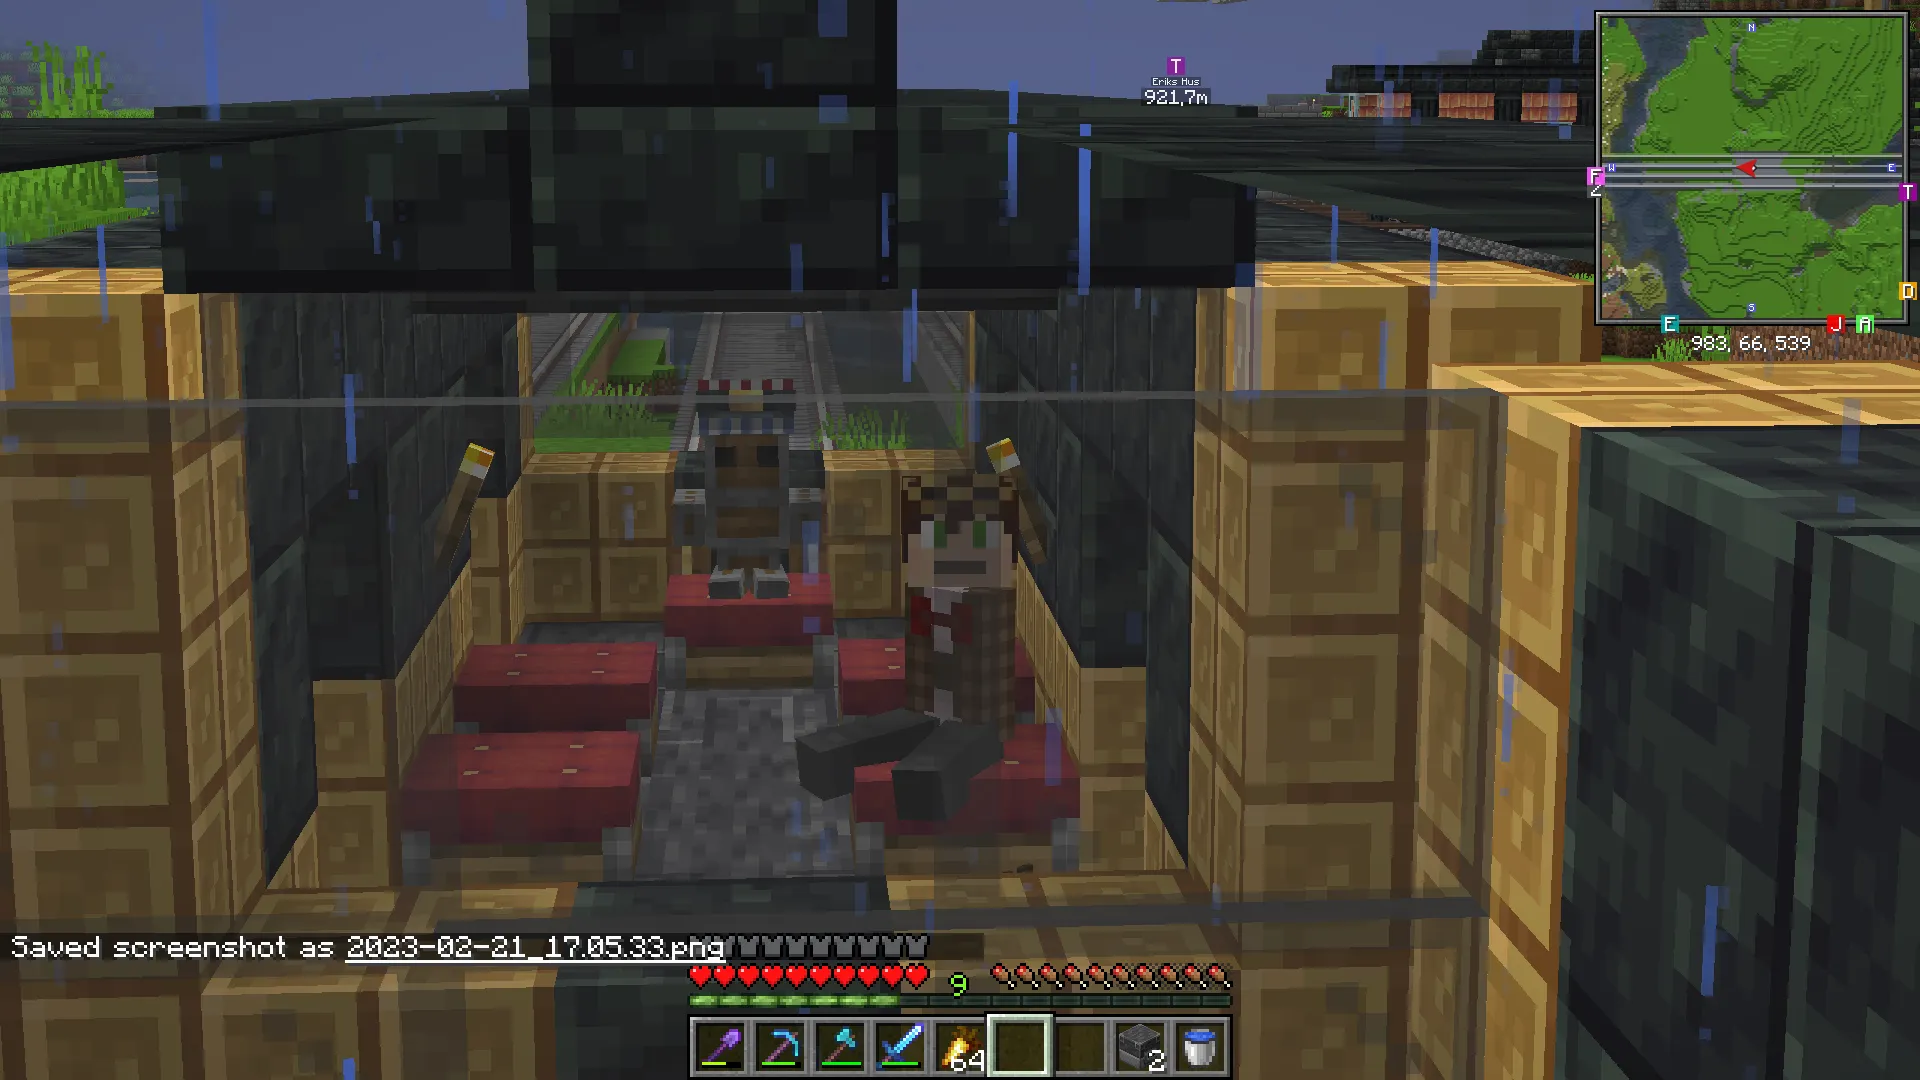 N
T
Eriks Hus
921,7m
W
E
F
Z
T
S
D
E
J
A
983, 66, 539
Saved screenshot as 2023-02-21_17.05.33.png
9
64
2